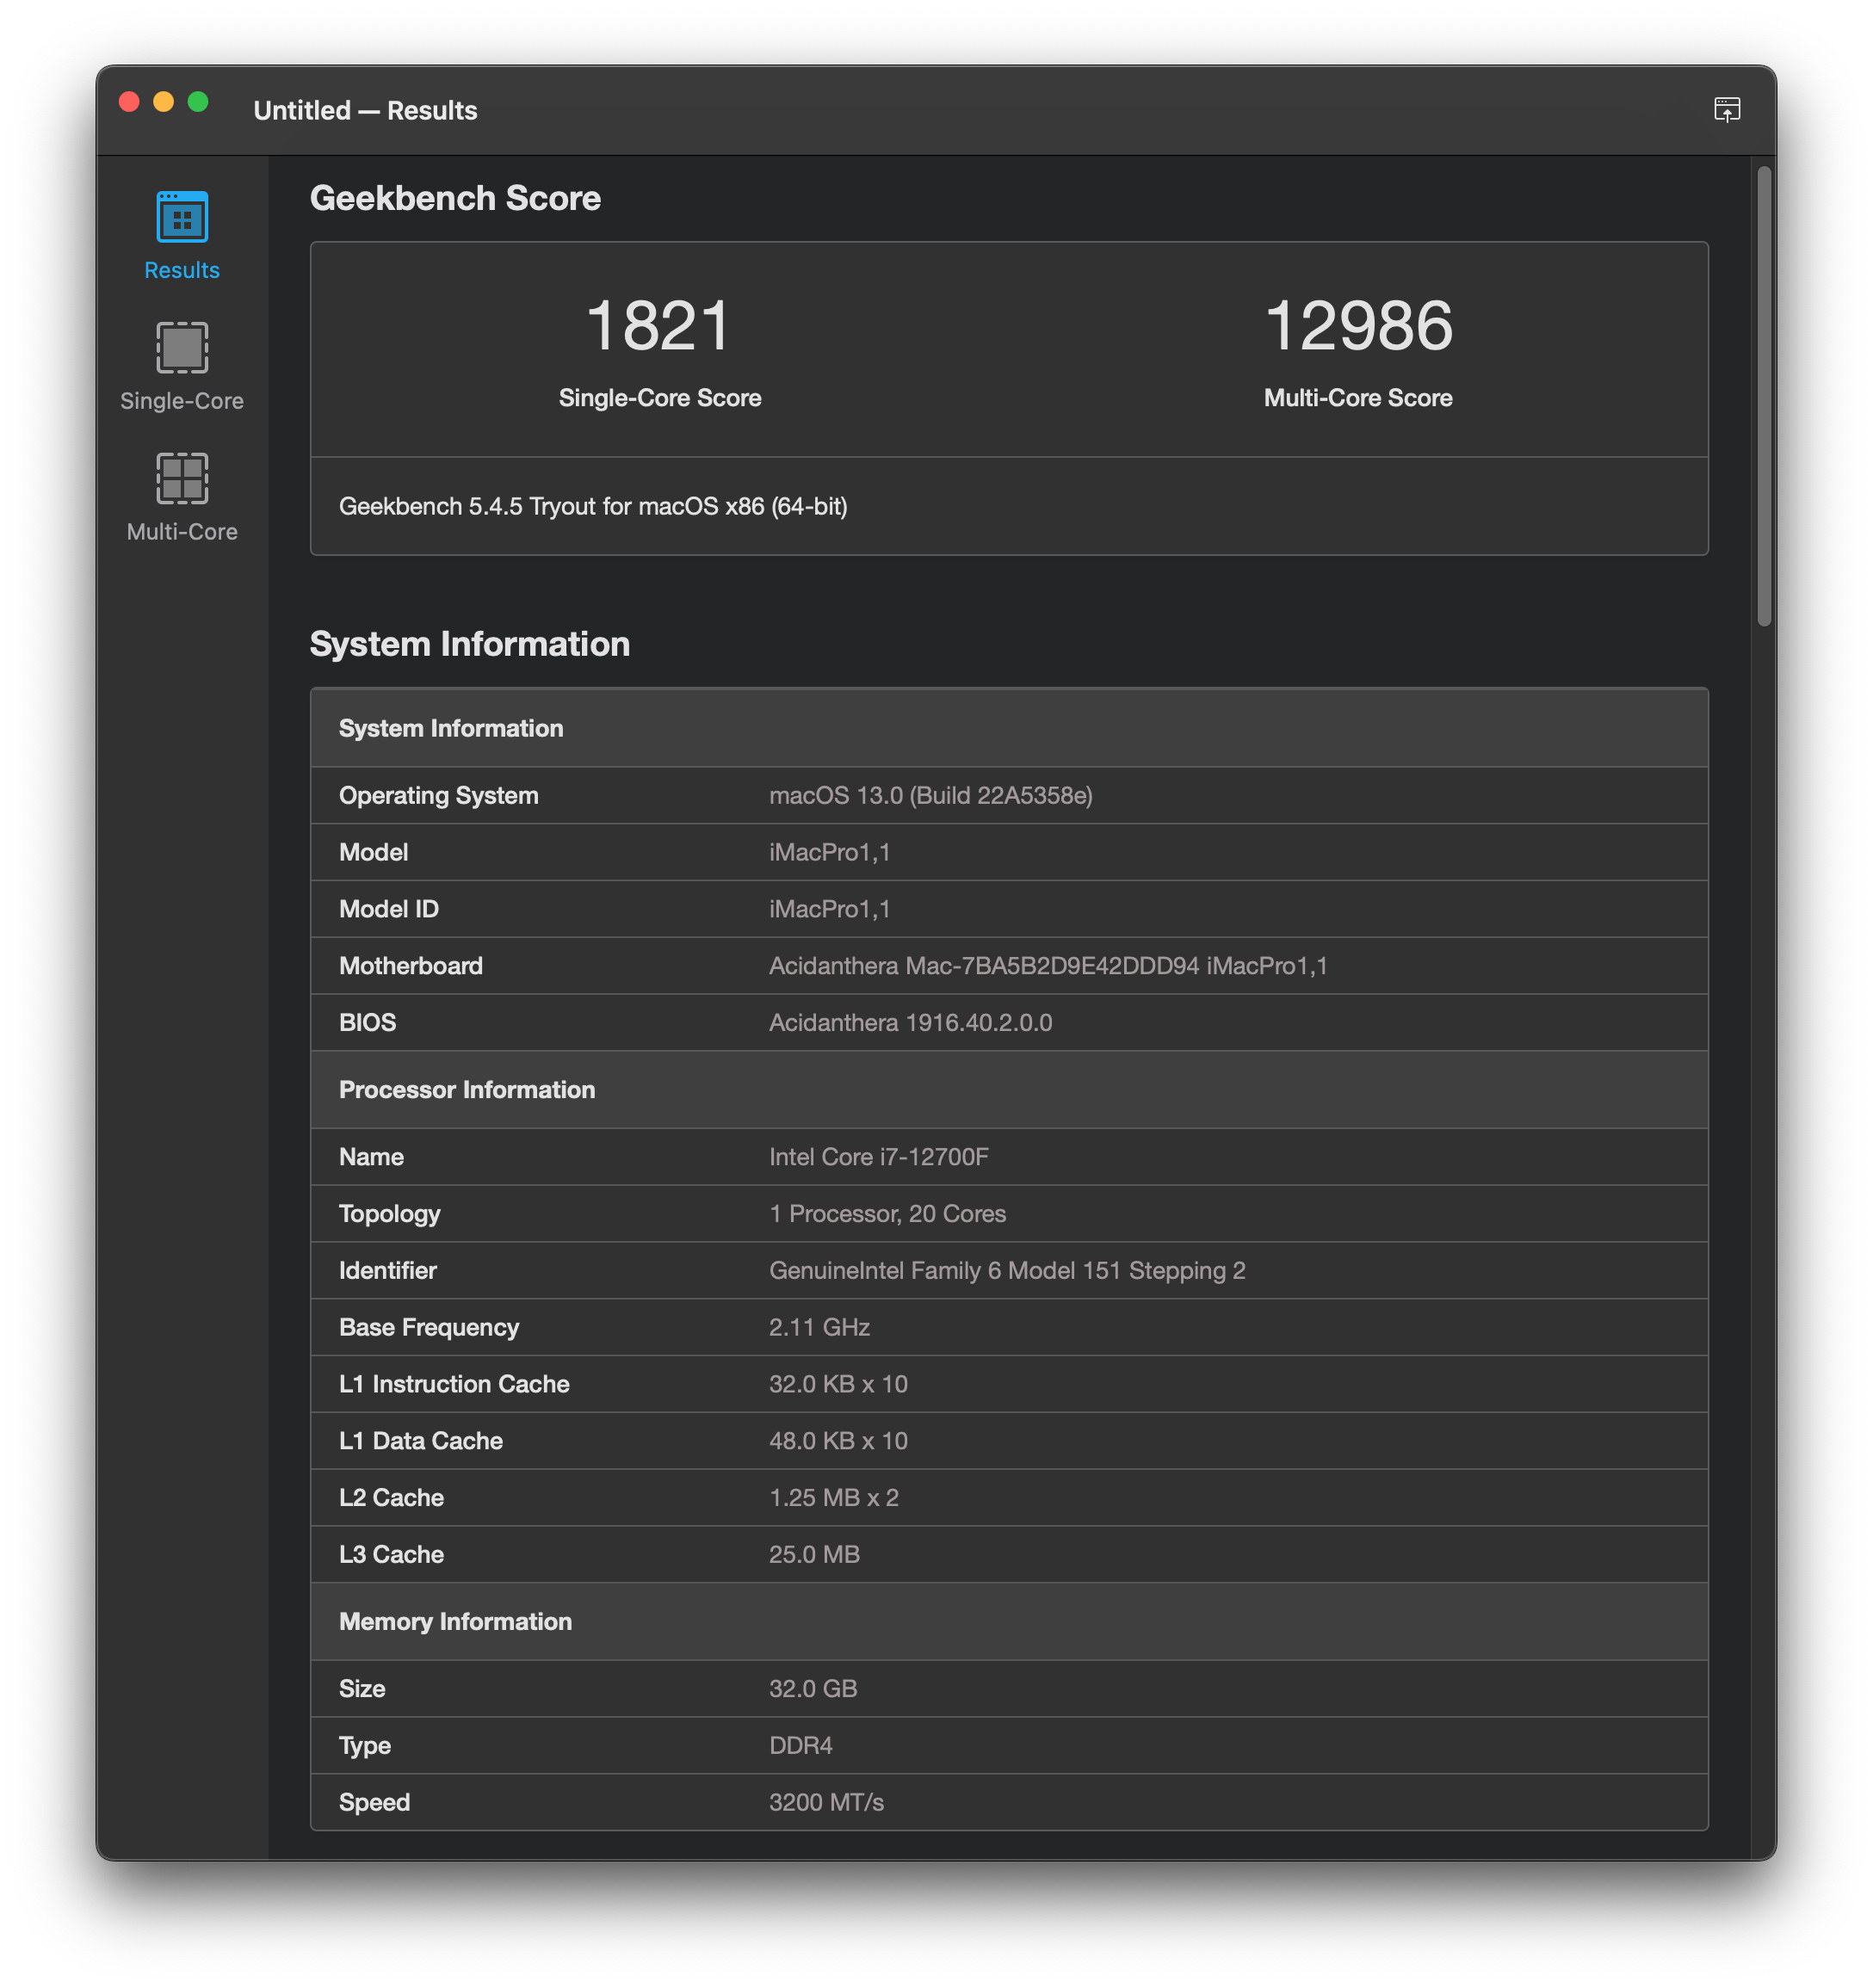 Untitled — Results
Results
Single-Core
Multi-Core
Geekbench Score
1821
Single-Core Score
12986
Multi-Core Score
Geekbench 5.4.5 Tryout for macOS x86 (64-bit)
System Information
System Information
Operating System macOS 13.0 (Build 22A5358e)
Model iMacPro1,1
Model ID iMacPro1,1
Motherboard Acidanthera Mac-7BA5B2D9E42DDD94 iMacPro1,1
BIOS Acidanthera 1916.40.2.0.0
Processor Information
Name Intel Core i7-12700F
Topology 1 Processor, 20 Cores
Identifier GenuineIntel Family 6 Model 151 Stepping 2
Base Frequency 2.11 GHz
L1 Instruction Cache 32.0 KB x 10
L1 Data Cache 48.0 KB x 10
L2 Cache 1.25 MB x 2
L3 Cache 25.0 MB
Memory Information
Size 32.0 GB
Type DDR4
Speed 3200 MT/s